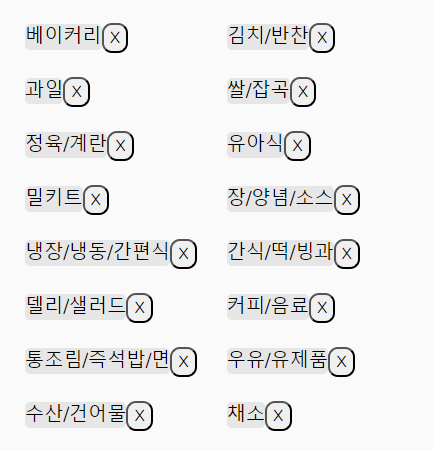 베이커리 X 김치/반찬 X
과일 X 쌀/잡곡 X
정육/계란 X 유아식 X
밀키트 X 장/양념/소스 X
냉장/냉동/간편식 X 간식/떡/빙과 X
델리/샐러드 X 커피/음료 X
통조림/즉석밥/면 X 우유/유제품 X
수산/건어물 X 채소 X